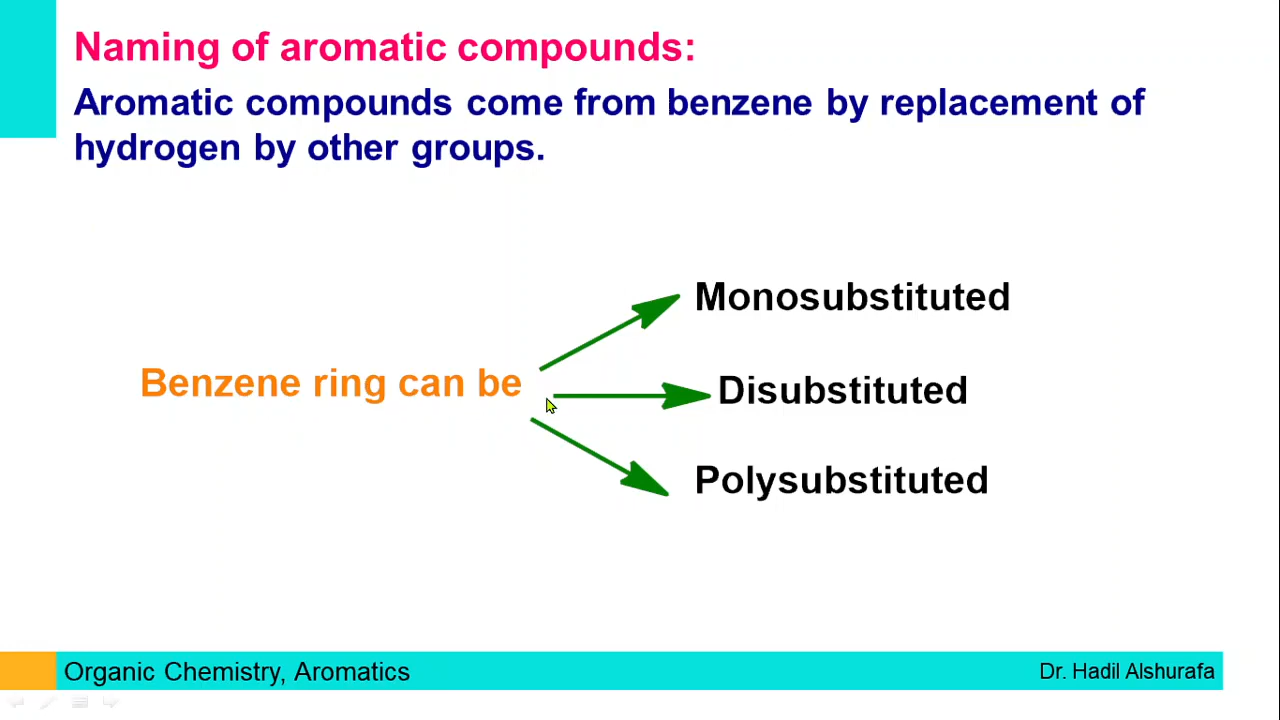 Naming of aromatic compounds:
Aromatic compounds come from benzene by replacement of
hydrogen by other groups.
Monosubstituted
Benzene ring can be
Disubstituted
Polysubstituted
Organic Chemistry, Aromatics
Dr. Hadil Alshurafa